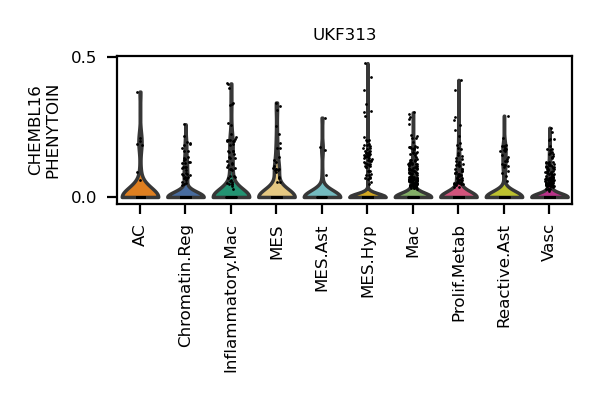 UKF313
CHEMBL16
PHENYTOIN
0.5
0.0
AC
Chromatin.Reg
Inflammatory.Mac
MES
MES.Ast
MES.Hyp
Mac
Prolif.Metab
Reactive.Ast
Vasc